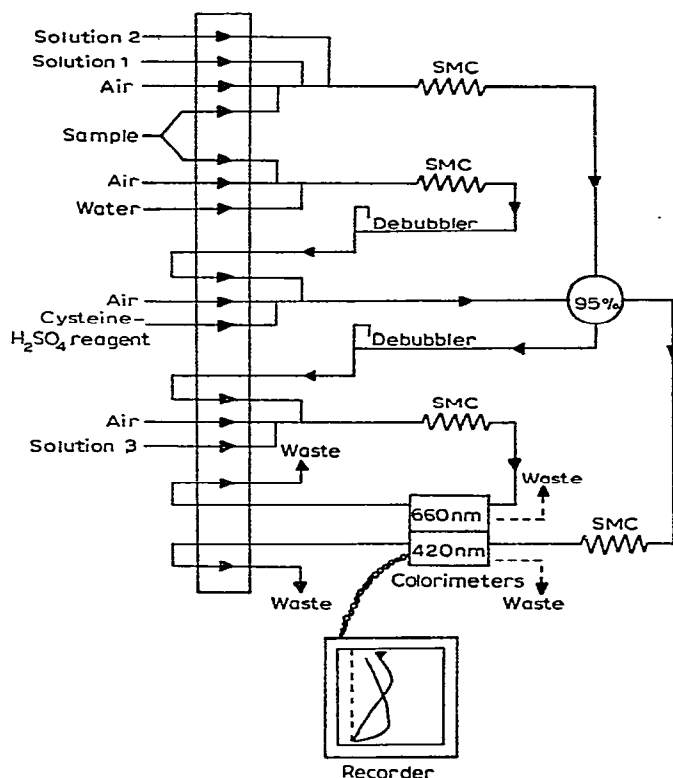 Solution 2
Solution 1
Air
SMC
Sample
SMC
Air
Water
Debubbler
Air
95%
Cysteine-
H₂SO₄ reagent
Debubbler
SMC
Air
Solution 3
Waste
Waste
660nm
SMC
420nm
Colorimeters
Waste
Waste
Recorder